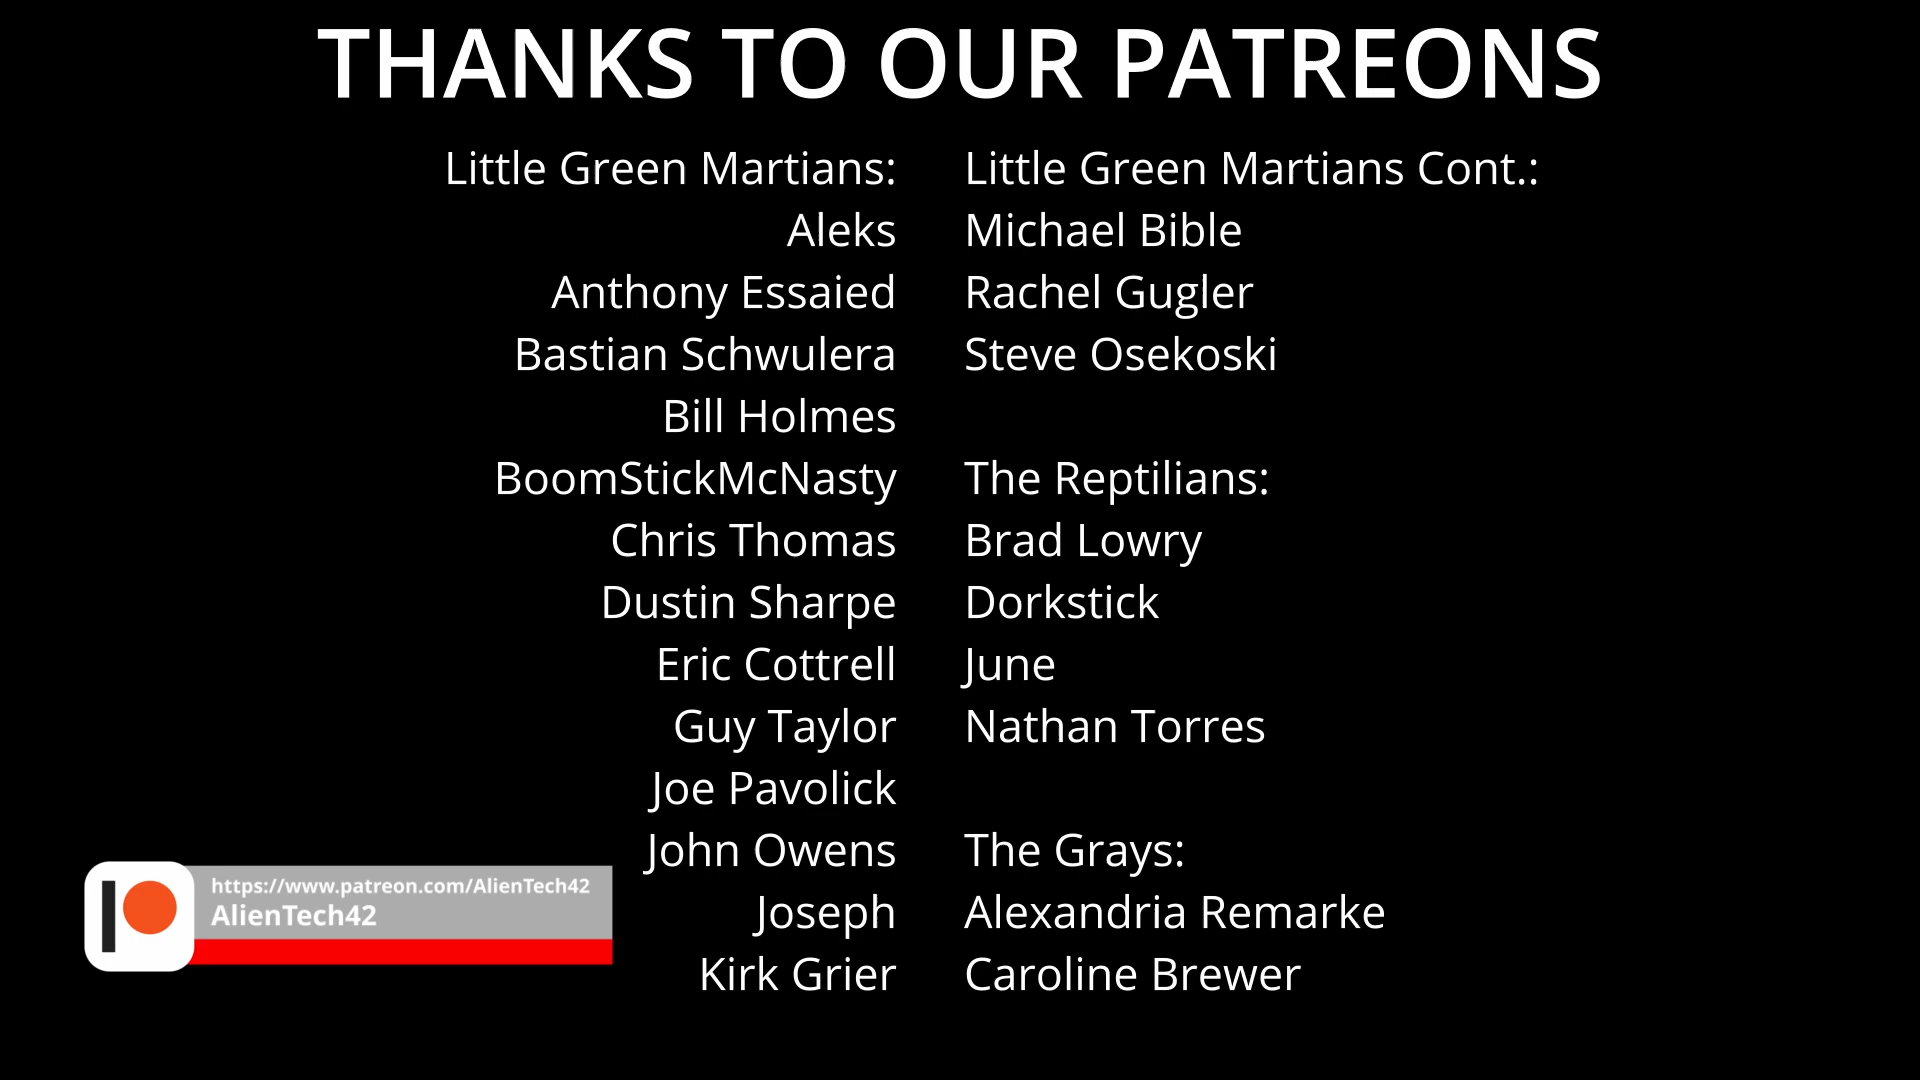 THANKS TO OUR PATREONS
Little Green Martians:
Aleks
Anthony Essaied
Bastian Schwulera
Bill Holmes
BoomStickMcNasty
Chris Thomas
Dustin Sharpe
Eric Cottrell
Guy Taylor
Joe Pavolick
John Owens
Joseph
Kirk Grier
Little Green Martians Cont.:
Michael Bible
Rachel Gugler
Steve Osekoski
The Reptilians:
Brad Lowry
Dorkstick
June
Nathan Torres
The Grays:
Alexandria Remarke
Caroline Brewer
https://www.patreon.com/AlienTech42
AlienTech42